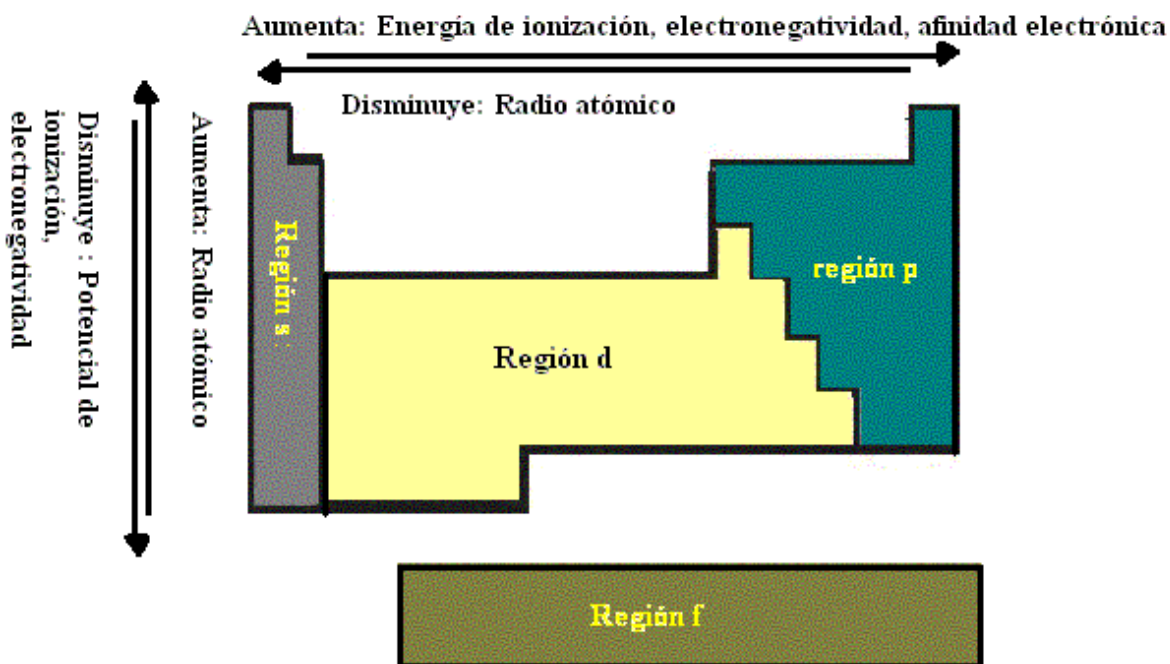 Aumenta: Energía de ionización, electronegatividad, afinidad electrónica
Disminuye: Radio atómico
Disminuye : Potencial de
ionización,
electronegatividad
Aumenta: Radio atómico
Región s :
Región d
región p
Región f